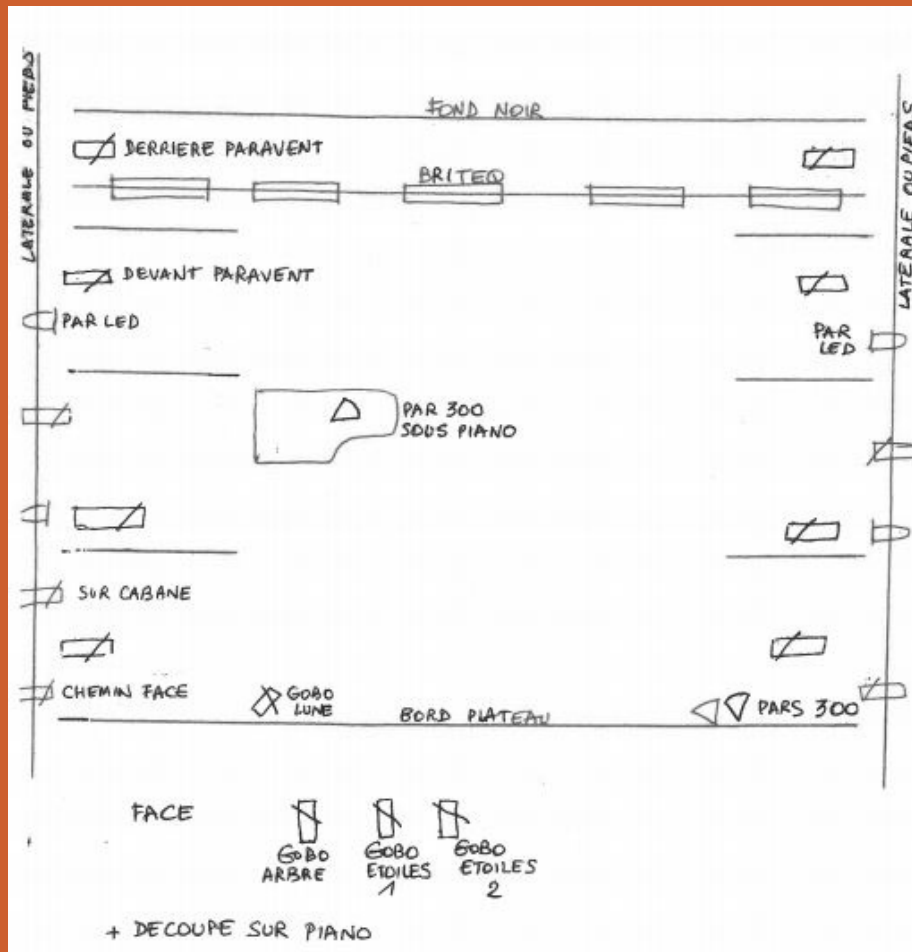 FOND NOIR
LATERALE OU PIEDS
LATERALE OU PIEDS
DERRIERE PARAVENT
BRITEQ
DEVANT PARAVENT
PAR LED
PAR
LED
PAR 300
SOUS PIANO
SUR CABANE
CHEMIN FACE
GOBO
LUNE
BORD PLATEAU
PARS 300
FACE
GOBO
ARBRE
GOBO
ETOILES
1
GOBO
ETOILES
2
+ DECOUPE SUR PIANO